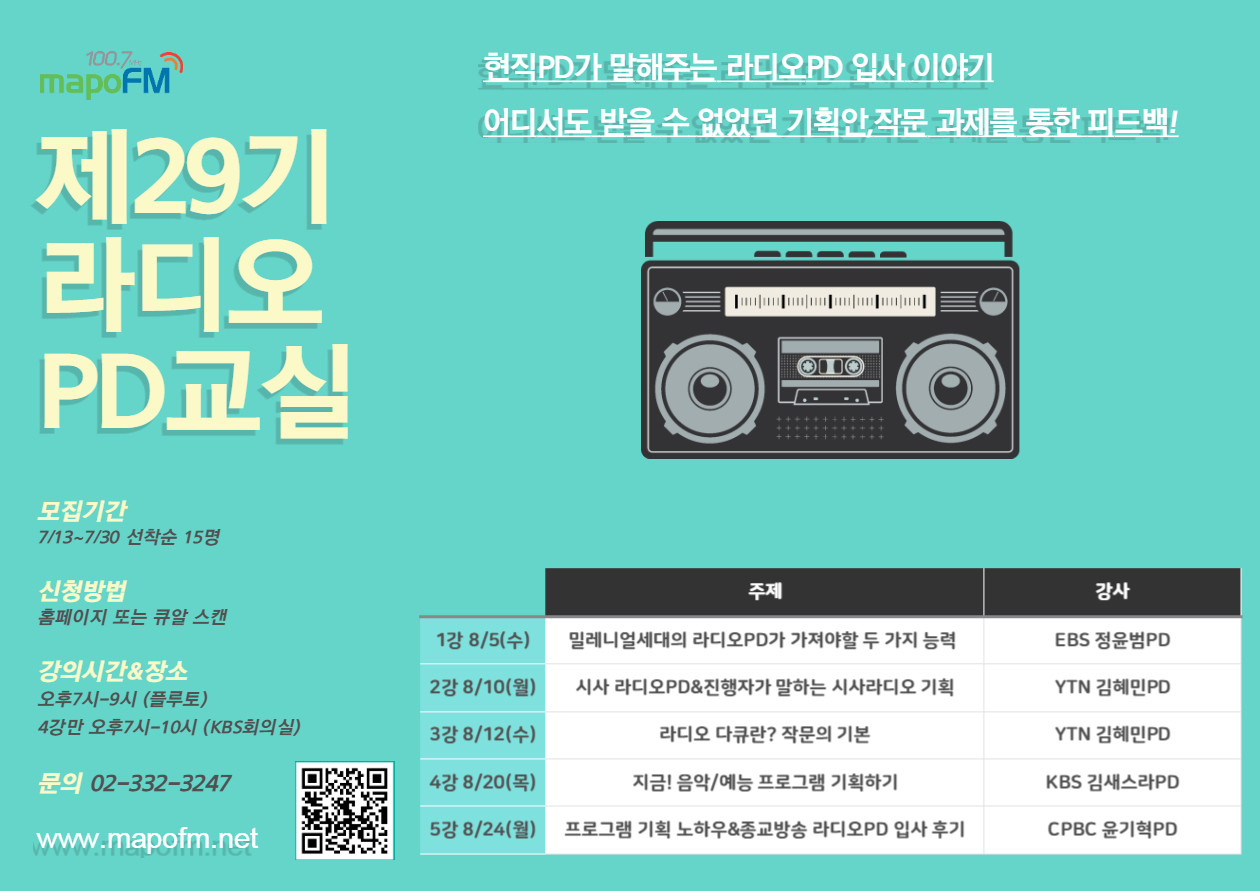 100.7
mapoFM
제29기
라디오
PD교실
현직PD가 말해주는 라디오PD 입사 이야기
어디서도 받을 수 없었던 기획안,작문 과제를 통한 피드백!
모집기간
7/13~7/30 선착순 15명
신청방법
홈페이지 또는 큐알 스캔
강의시간&장소
오후7시-9시 (플루토)
4강만 오후7시-10시 (KBS회의실)
문의 02-332-3247
www.mapofm.net
주제 강사
1강 8/5(수) 밀레니얼세대의 라디오PD가 가져야할 두 가지 능력 EBS 정윤범PD
2강 8/10(월) 시사 라디오PD&진행자가 말하는 시사라디오 기획 YTN 김혜민PD
3강 8/12(수) 라디오 다큐란? 작문의 기본 YTN 김혜민PD
4강 8/20(목) 지금! 음악/예능 프로그램 기획하기 KBS 김새스라PD
5강 8/24(월) 프로그램 기획 노하우&종교방송 라디오PD 입사 후기 CPBC 윤기혁PD